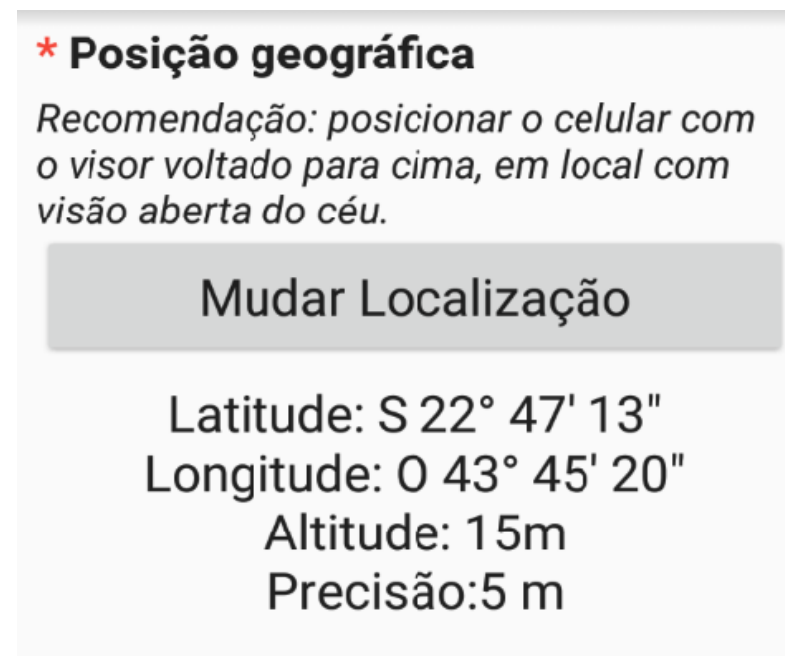 * Posição geográfica
Recomendação: posicionar o celular com
o visor voltado para cima, em local com
visão aberta do céu.
Mudar Localização
Latitude: S 22° 47' 13"
Longitude: O 43° 45' 20"
Altitude: 15m
Precisão:5 m